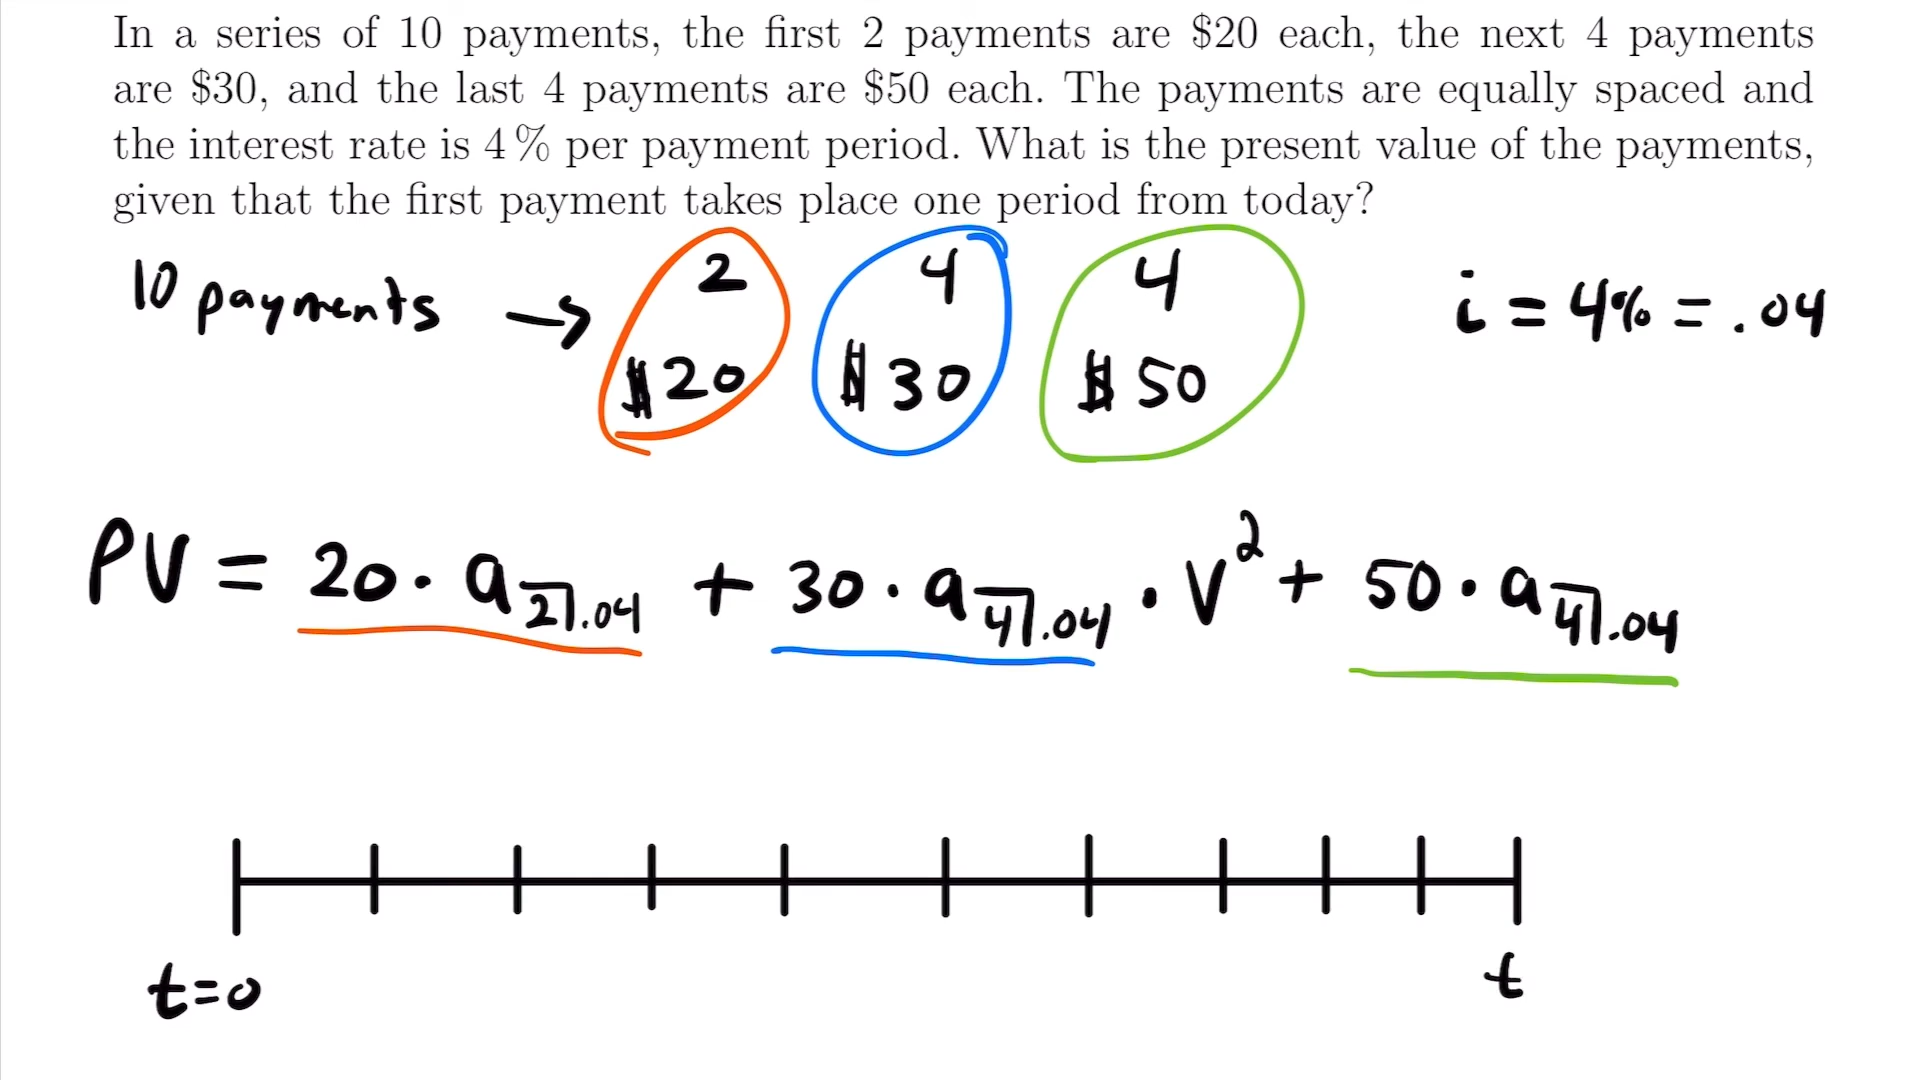 In a series of 10 payments, the first 2 payments are $20 each, the next 4 payments
are $30, and the last 4 payments are $50 each. The payments are equally spaced and
the interest rate is 4 % per payment period. What is the present value of the payments,
given that the first payment takes place one period from today?
10 payments → 2 4 4 i = 4% = .04
$20 $30 $50
PV = 20 · a_2̅|.04 + 30 · a_4̅|.04 · V² + 50 · a_4̅|.04
t=0 t